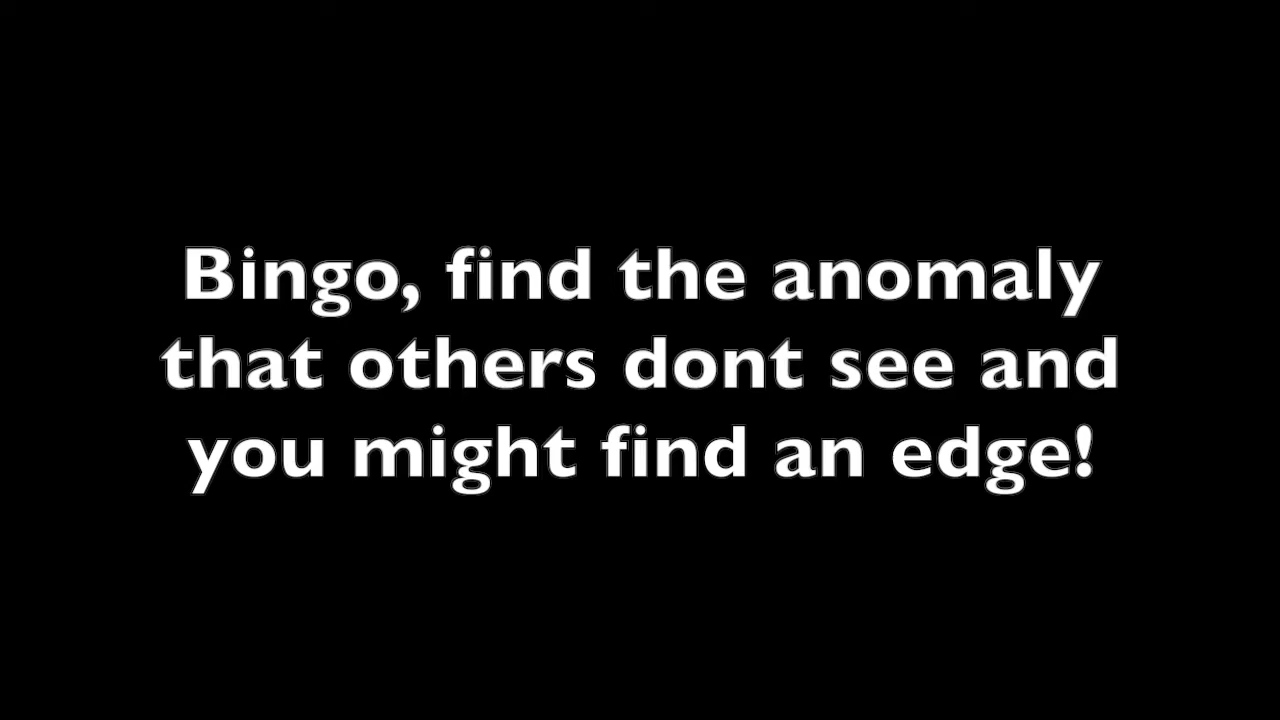 Bingo, find the anomaly
that others dont see and
you might find an edge!